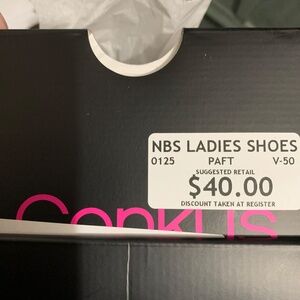 NBS LADIES SHOES
0125 PAFT V-50
SUGGESTED RETAIL
$40.00
DISCOUNT TAKEN AT REGISTER